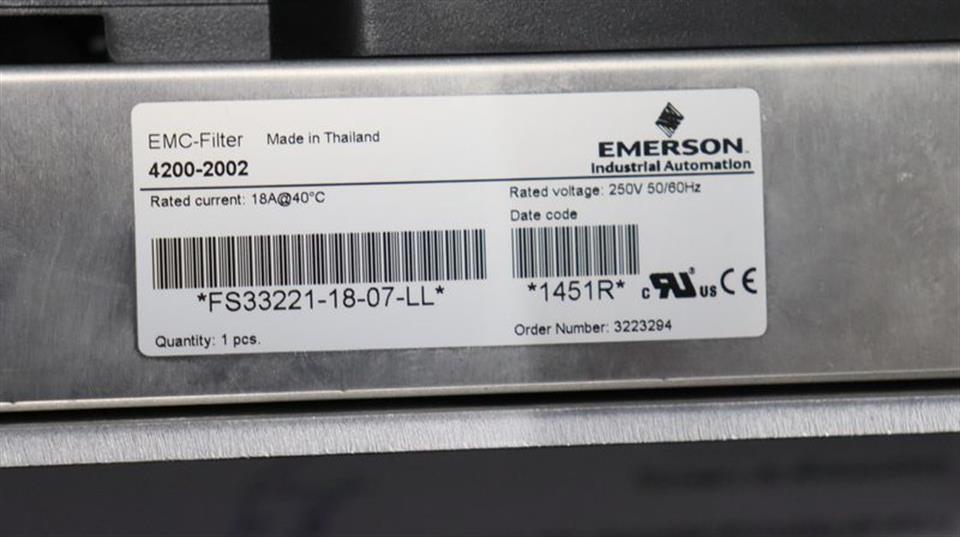 EMC-Filter Made in Thailand
4200-2002
EMERSON
Industrial Automation
Rated current: 18A@40°C
Rated voltage: 250V 50/60Hz
Date code
*FS33221-18-07-LL*
*1451R*
c RU US CE
Quantity: 1 pcs.
Order Number: 3223294